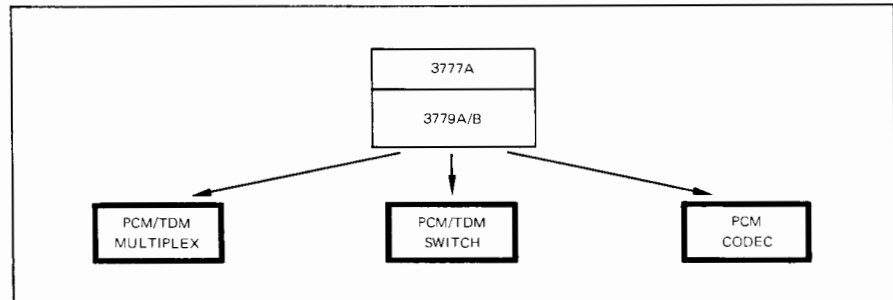 3777A
3779A/B
PCM/TDM
MULTIPLEX
PCM/TDM
SWITCH
PCM
CODEC